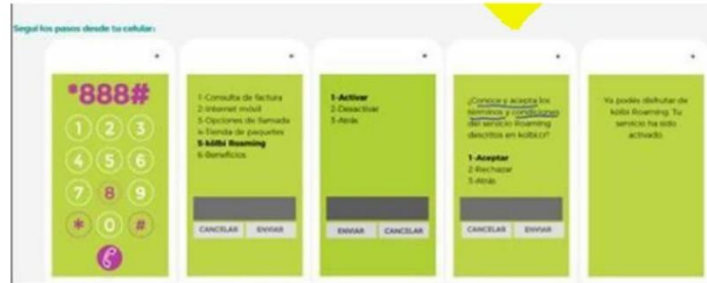 Seguí los pasos desde tu celular:
*888#
1 2 3
4 5 6
7 8 9
* 0 #
1-Consulta de factura
2-Internet móvil
3-Opciones de llamada
4-Tienda de paquetes
5-kölbi Roaming
6-Beneficios
CANCELAR ENVIAR
1-Activar
2-Desactivar
3-Atrás
ENVIAR CANCELAR
¿Conoce y acepta los
términos y condiciones
del servicio Roaming
descritos en kolbi.cr?
1-Aceptar
2-Rechazar
3-Atrás
CANCELAR ENVIAR
Ya podés disfrutar de
kölbi Roaming. Tu
servicio ha sido
activado.